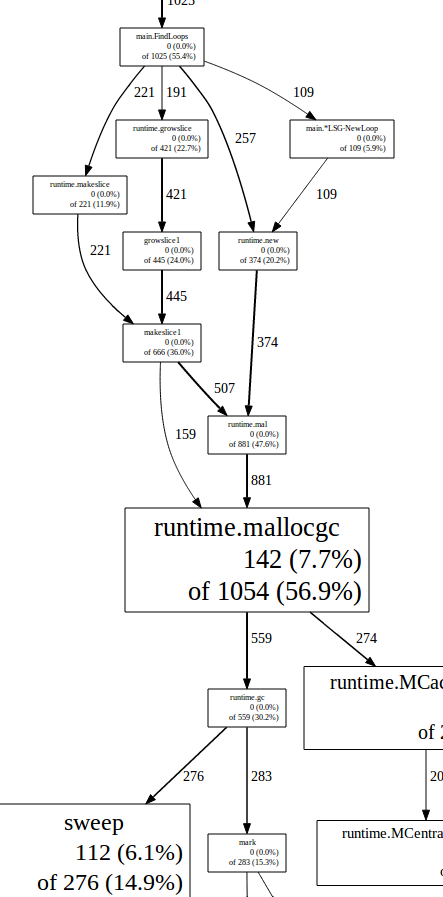 1025
main.FindLoops
0 (0.0%)
of 1025 (55.4%)
221
191
257
109
runtime.growslice
0 (0.0%)
of 421 (22.7%)
main.*LSG·NewLoop
0 (0.0%)
of 109 (5.9%)
runtime.makeslice
0 (0.0%)
of 221 (11.9%)
421
109
221
growslice1
0 (0.0%)
of 445 (24.0%)
runtime.new
0 (0.0%)
of 374 (20.2%)
445
374
makeslice1
0 (0.0%)
of 666 (36.0%)
507
159
runtime.mal
0 (0.0%)
of 881 (47.6%)
881
runtime.mallocgc
142 (7.7%)
of 1054 (56.9%)
559
274
runtime.MCac
of 2
runtime.gc
0 (0.0%)
of 559 (30.2%)
276
283
20
sweep
112 (6.1%)
of 276 (14.9%)
mark
0 (0.0%)
of 283 (15.3%)
runtime.MCentra